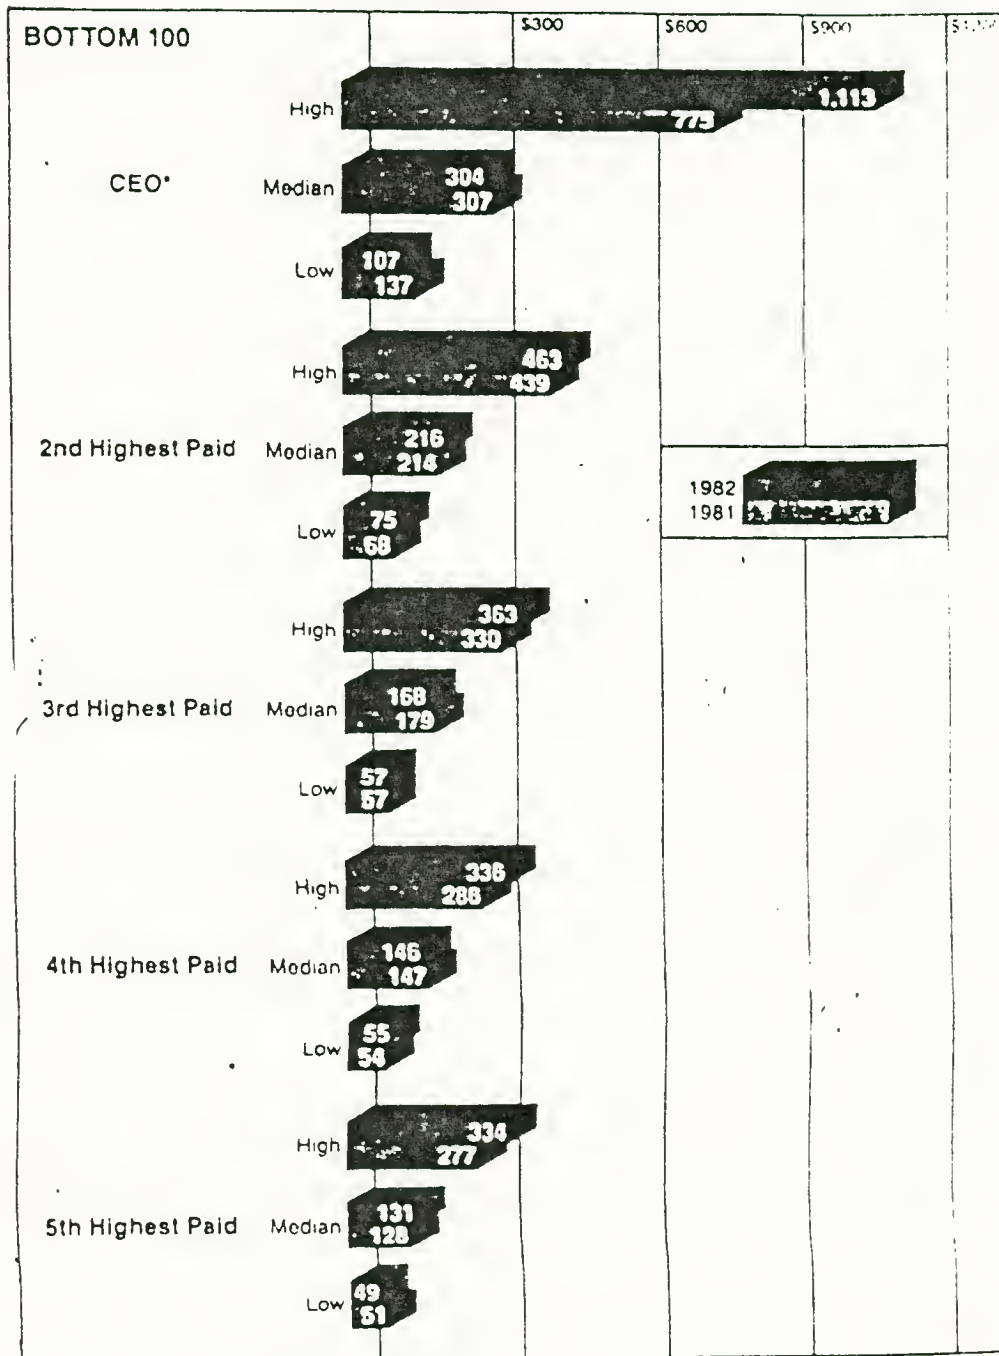 BOTTOM 100
$300 $600 $900
High 1,113
773
CEO* Median 304
307
Low 107
137
High 463
439
2nd Highest Paid Median 216
214
1982
1981
Low 75
68
High 363
330
3rd Highest Paid Median 168
179
Low 57
57
High 336
286
4th Highest Paid Median 146
147
Low 55
54
High 334
277
5th Highest Paid Median 131
128
Low 49
51